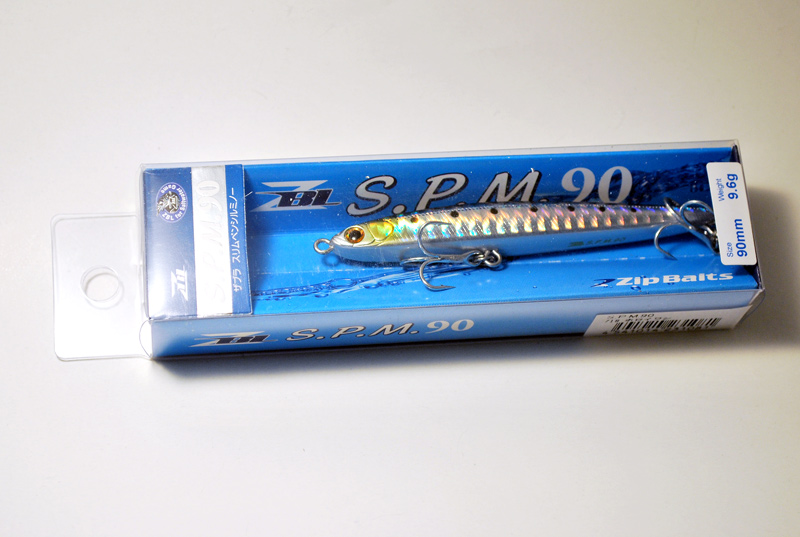 ZBL S.P.M.90
S.P.M.90
ザブラ スリムペンシルミノー
ZBL
Weight 9.6g
Size 90mm
ZipBaits
ZBL S.P.M.90
S.P.M.90